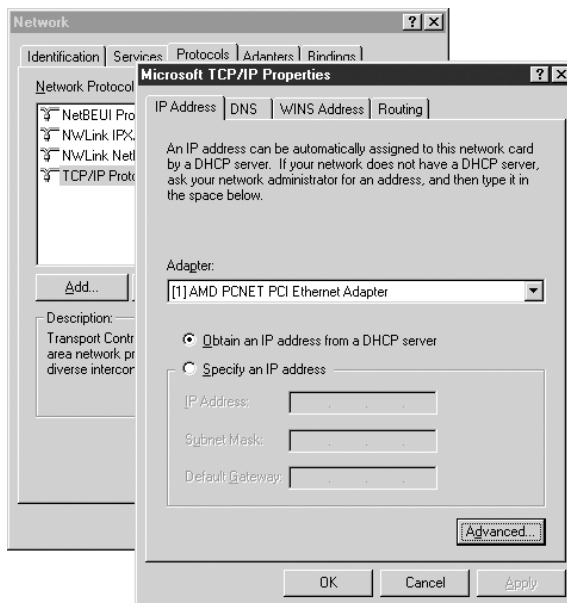 Network
Identification Services Protocols Adapters Bindings
Network Protocol
NetBEUI Pro
NWLink IPX
NWLink Net
TCP/IP Proto
Add...
Description:
Transport Contr
area network pr
diverse intercor
Microsoft TCP/IP Properties
IP Address DNS WINS Address Routing
An IP address can be automatically assigned to this network card
by a DHCP server. If your network does not have a DHCP server,
ask your network administrator for an address, and then type it in
the space below.
Adapter:
[1] AMD PCNET PCI Ethernet Adapter
Obtain an IP address from a DHCP server
Specify an IP address
IP Address:
Subnet Mask:
Default Gateway:
Advanced...
OK Cancel Apply